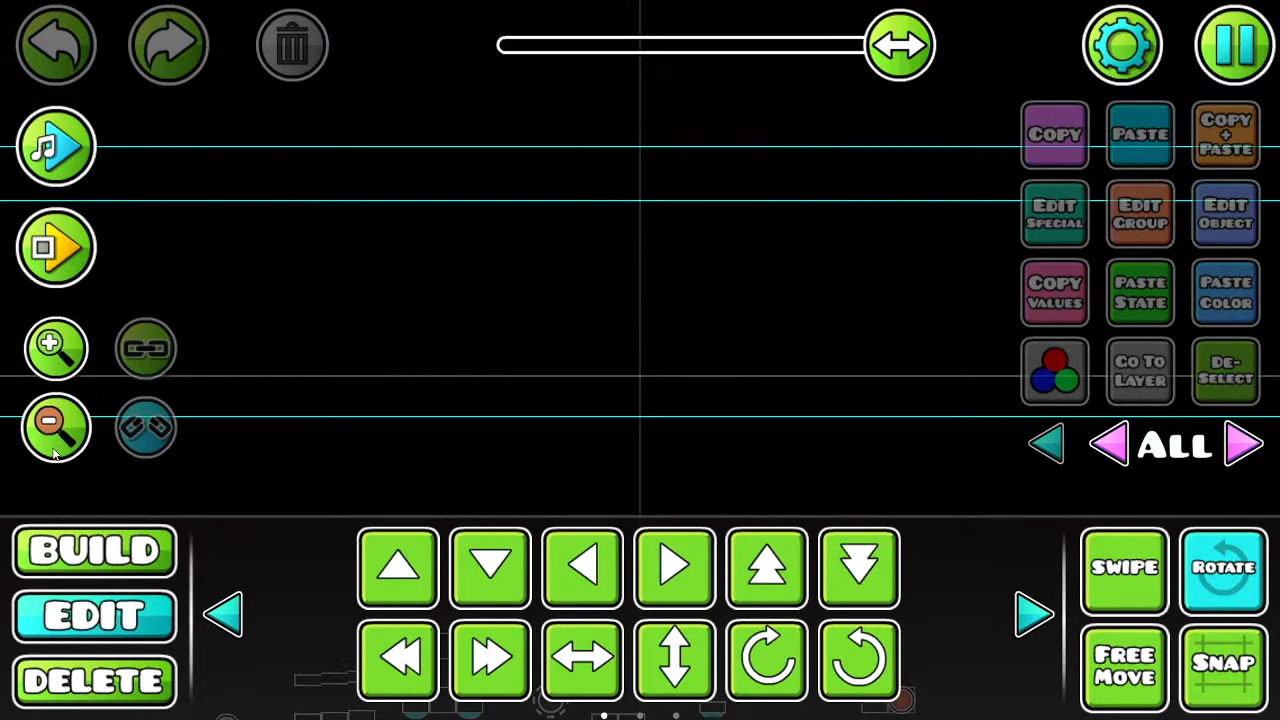 COPY
PASTE
COPY
+
PASTE
EDIT
SPECIAL
EDIT
GROUP
EDIT
OBJECT
COPY
VALUES
PASTE
STATE
PASTE
COLOR
GO TO
LAYER
DE-
SELECT
ALL
BUILD
EDIT
DELETE
SWIPE
ROTATE
FREE
MOVE
SNAP